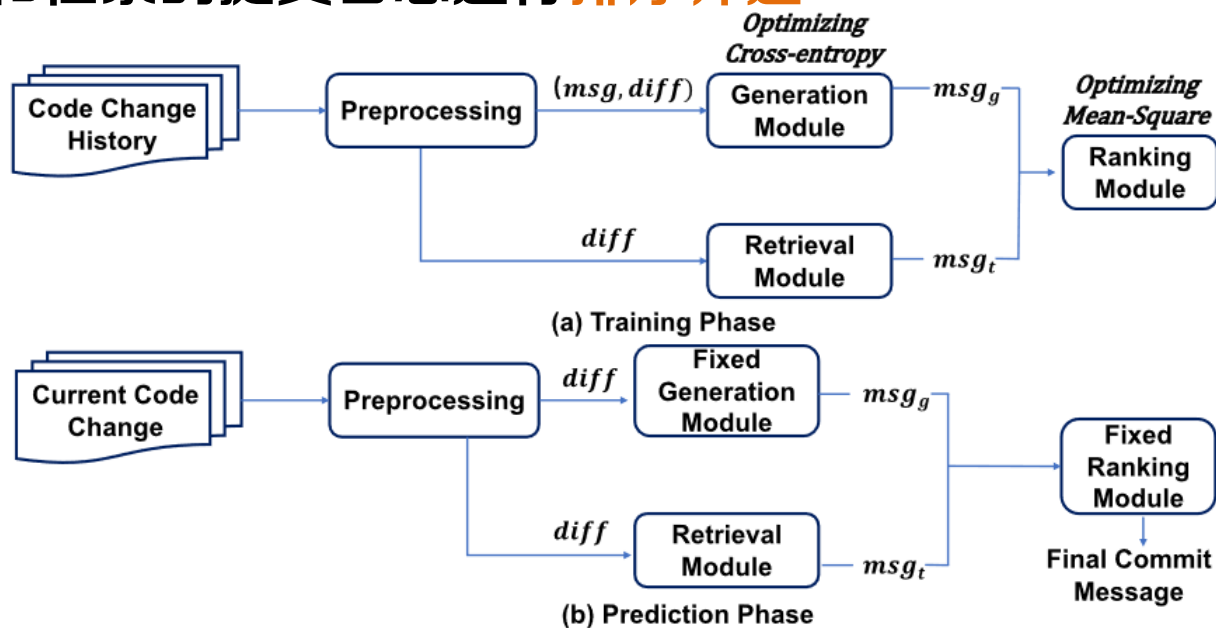 Optimizing
Cross-entropy
Code Change
History
Preprocessing
(msg, diff)
Generation
Module
msg_g
Optimizing
Mean-Square
Ranking
Module
diff
Retrieval
Module
msg_t
(a) Training Phase
Current Code
Change
Preprocessing
diff
Fixed
Generation
Module
msg_g
Fixed
Ranking
Module
diff
Retrieval
Module
msg_t
Final Commit
Message
(b) Prediction Phase